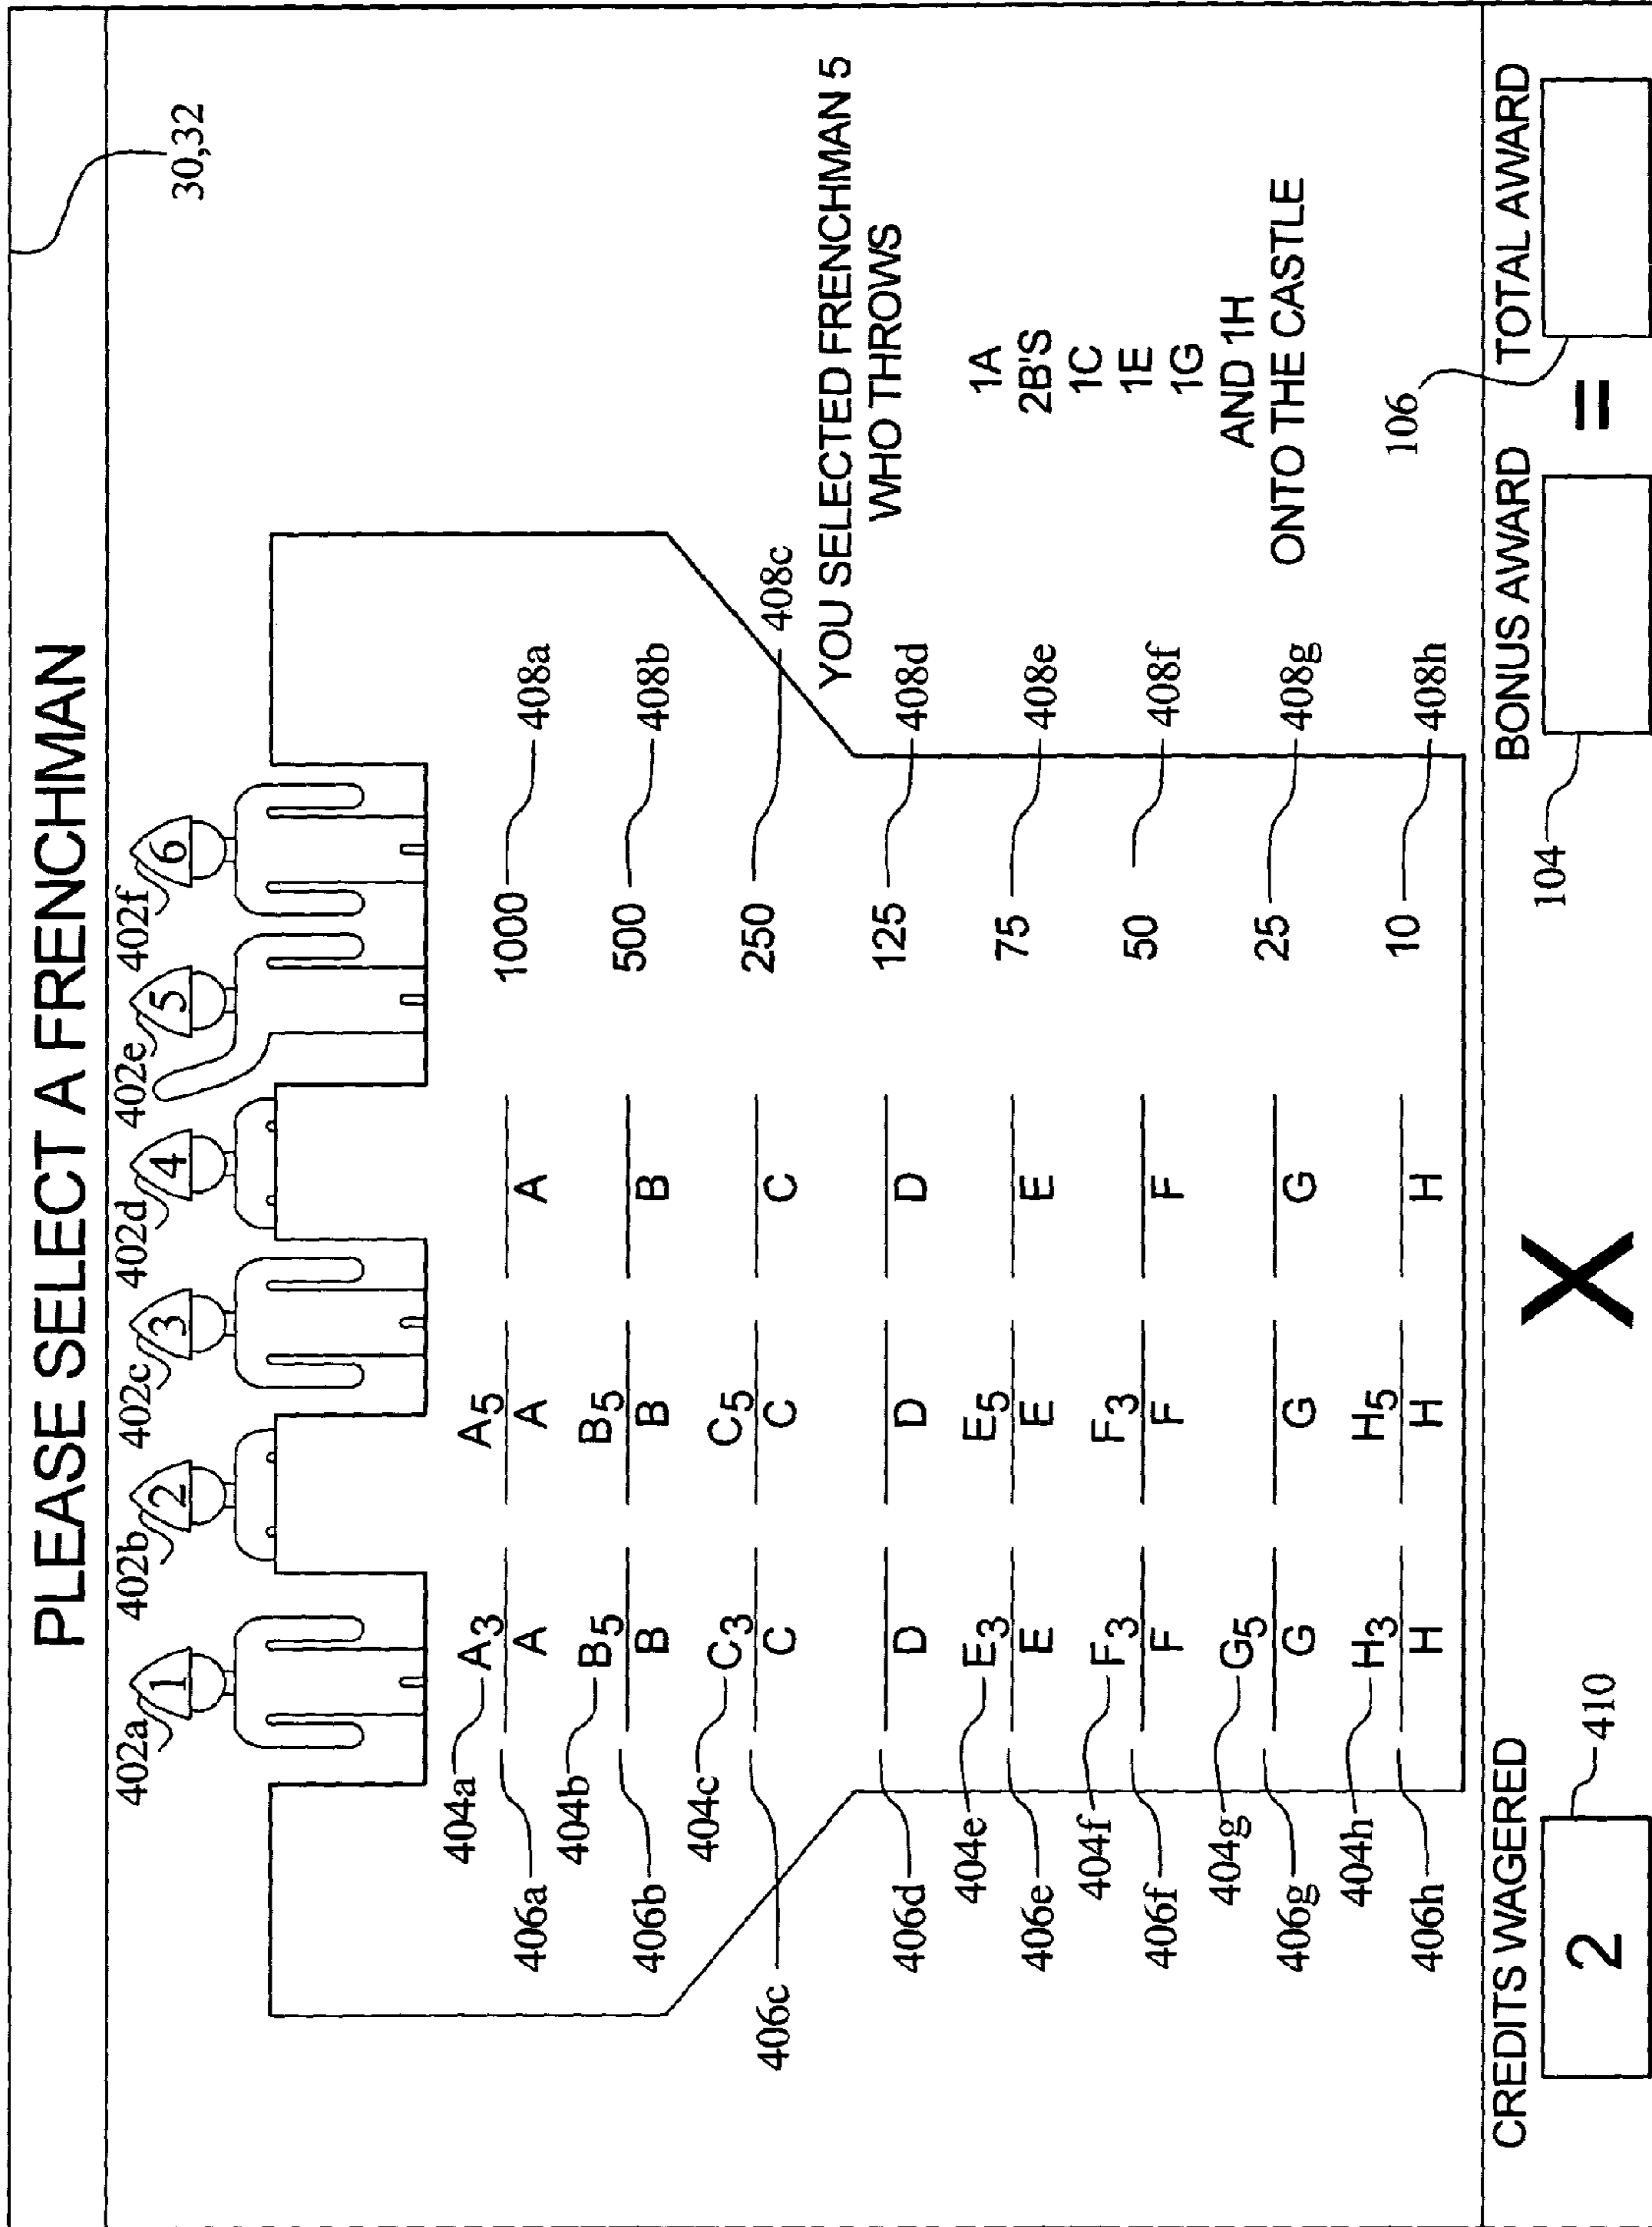 PLEASE SELECT A FRENCHMAN
30,32
402a 402b 402c 402d 402e 402f
1 2 3 4 5 6
404a A3 A5
406a A A A 1000 408a
404b B5 B5
406b B B B 500 408b
404c C3 C5
406c C C C 250 408c
YOU SELECTED FRENCHMAN 5
WHO THROWS
406d D D D 125 408d
404e E3 E5
406e E E E 75 408e
1A
2B'S
1C
1E
1G
404f F3 F3
406f F F F 50 408f
404g G5
406g G G G 25 408g
AND 1H
ONTO THE CASTLE
404h H3 H5
406h H H H 10 408h
106
CREDITS WAGERED BONUS AWARD TOTAL AWARD
2 X =
410 104